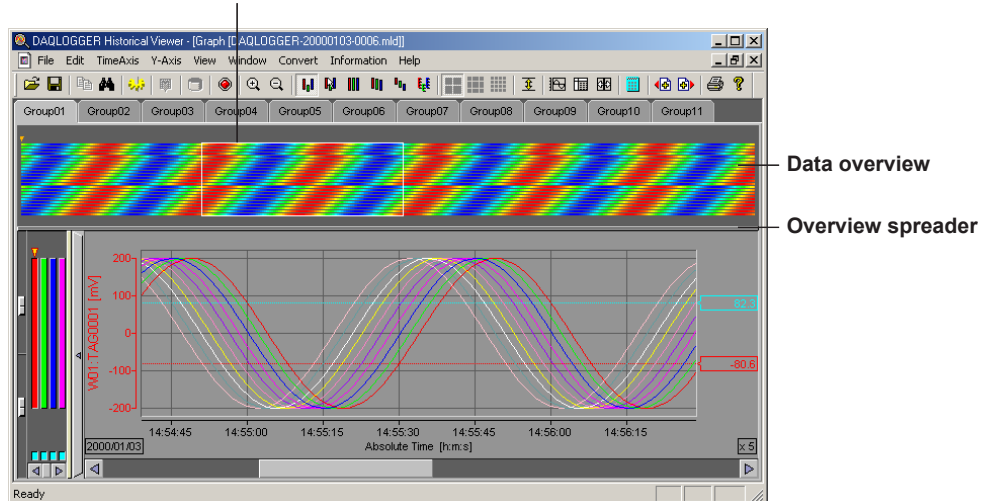 DAQLOGGER Historical Viewer - [Graph [DAQLOGGER-20000103-0006.mld]]
File Edit TimeAxis Y-Axis View Window Convert Information Help
Group01 Group02 Group03 Group04 Group05 Group06 Group07 Group08 Group09 Group10 Group11
Data overview
Overview spreader
W01:TAG0001 [mV]
200
100
0
-100
-200
82.3
-80.6
14:54:45 14:55:00 14:55:15 14:55:30 14:55:45 14:56:00 14:56:15
2000/01/03 Absolute Time [h:m:s] x 5
Ready